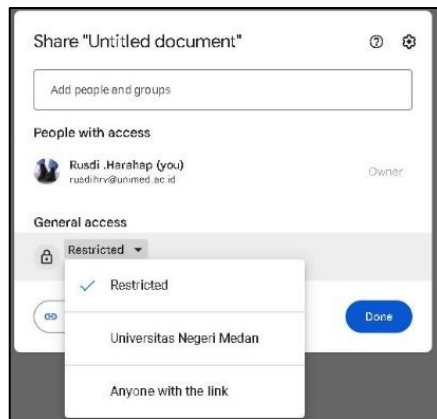 Share "Untitled document"
Add people and groups
People with access
Rusdi .Harahap (you)
rusdihrv@unimed.ac.id
Owner
General access
Restricted
Restricted
Universitas Negeri Medan
Done
Anyone with the link